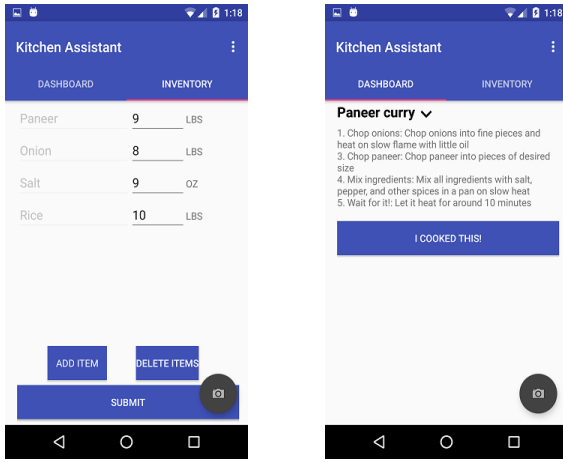 1:18
Kitchen Assistant
DASHBOARD INVENTORY
Paneer 9 LBS
Onion 8 LBS
Salt 9 OZ
Rice 10 LBS
ADD ITEM DELETE ITEMS
SUBMIT
1:18
Kitchen Assistant
DASHBOARD INVENTORY
Paneer curry
1. Chop onions: Chop onions into fine pieces and
heat on slow flame with little oil
3. Chop paneer: Chop paneer into pieces of desired
size
4. Mix ingredients: Mix all ingredients with salt,
pepper, and other spices in a pan on slow heat
5. Wait for it!: Let it heat for around 10 minutes
I COOKED THIS!